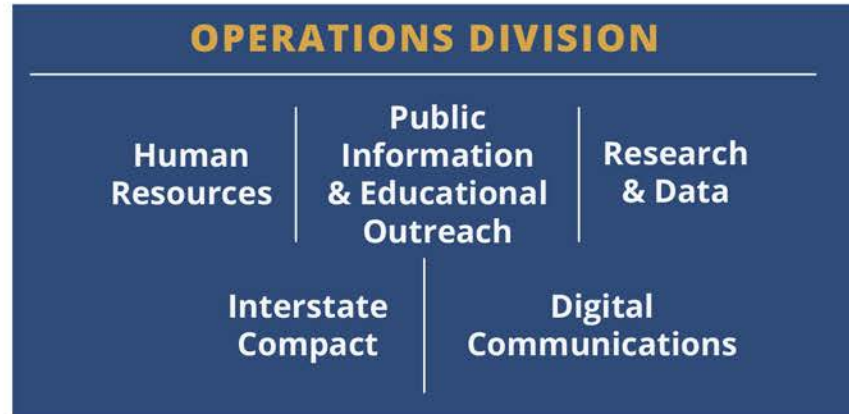 OPERATIONS DIVISION
Human
Resources
Public
Information
& Educational
Outreach
Research
& Data
Interstate
Compact
Digital
Communications